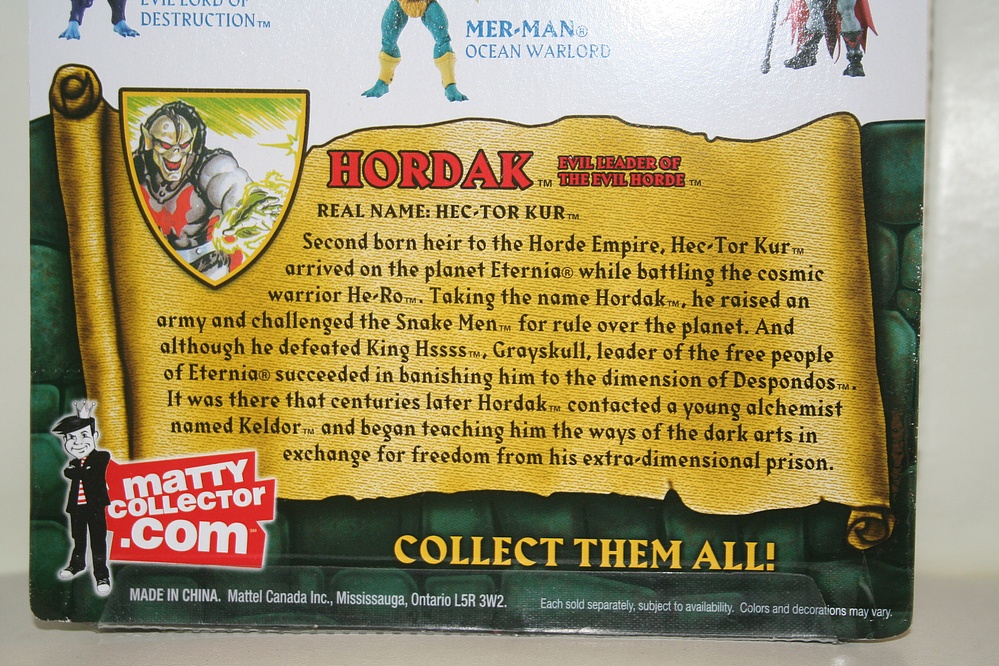 EVIL LORD OF
DESTRUCTION™
MER-MAN®
OCEAN WARLORD
HORDAK™ EVIL LEADER OF
THE EVIL HORDE™
REAL NAME: HEC-TOR KUR™
Second born heir to the Horde Empire, Hec-Tor Kur™
arrived on the planet Eternia® while battling the cosmic
warrior He-Ro™. Taking the name Hordak™, he raised an
army and challenged the Snake Men™ for rule over the planet. And
although he defeated King Hssss™, Grayskull, leader of the free people
of Eternia® succeeded in banishing him to the dimension of Despondos™.
It was there that centuries later Hordak™ contacted a young alchemist
named Keldor™ and began teaching him the ways of the dark arts in
exchange for freedom from his extra-dimensional prison.
matty
COLLECTOR
.com℠
COLLECT THEM ALL!
MADE IN CHINA. Mattel Canada Inc., Mississauga, Ontario L5R 3W2.
Each sold separately, subject to availability. Colors and decorations may vary.